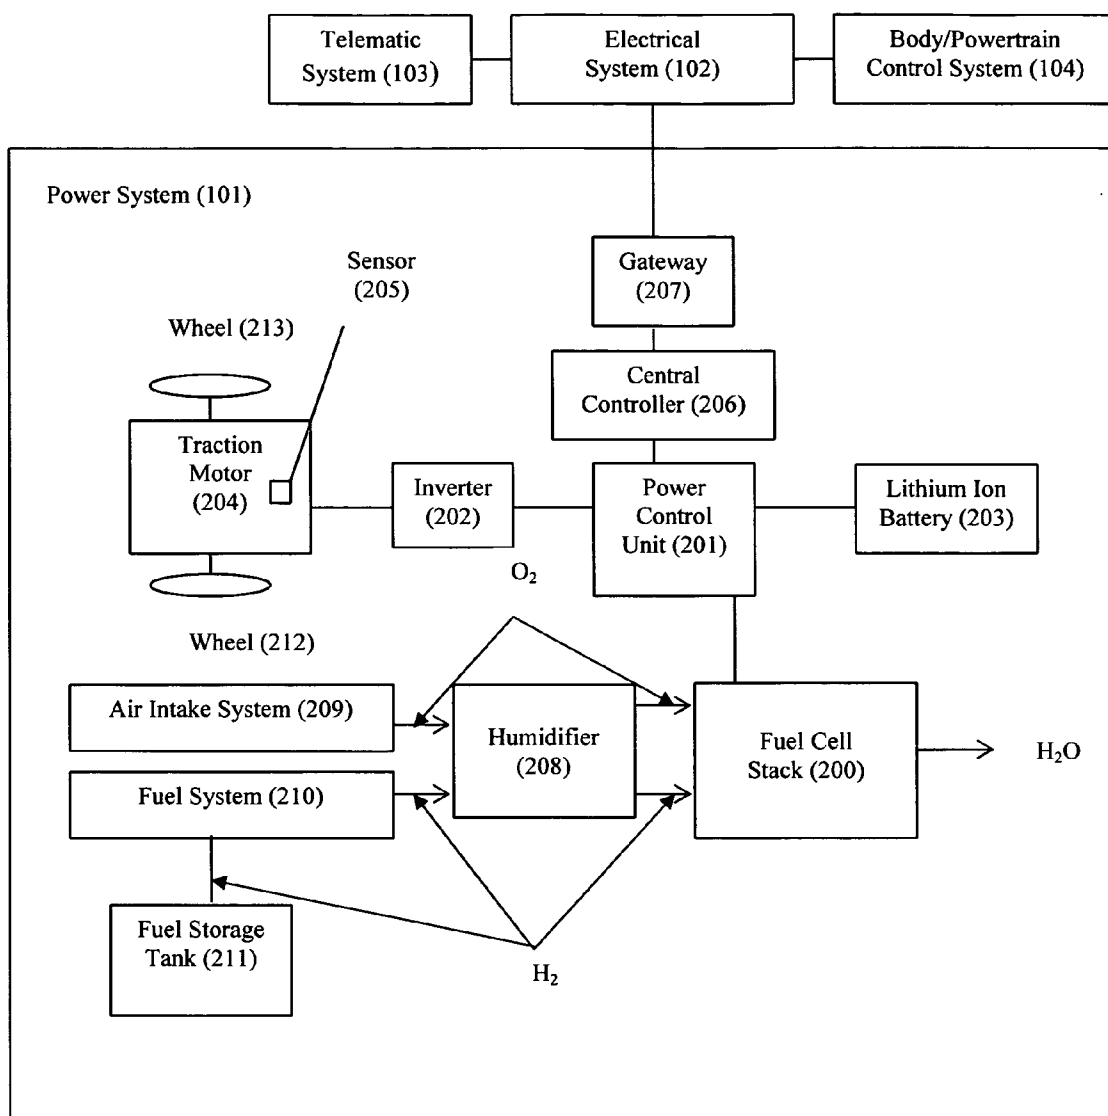 Telematic
System (103)
Electrical
System (102)
Body/Powertrain
Control System (104)
Power System (101)
Gateway
(207)
Sensor
(205)
Wheel (213)
Central
Controller (206)
Traction
Motor
(204)
Inverter
(202)
Power
Control
Unit (201)
Lithium Ion
Battery (203)
O₂
Wheel (212)
Air Intake System (209)
Humidifier
(208)
Fuel Cell
Stack (200)
H₂O
Fuel System (210)
Fuel Storage
Tank (211)
H₂